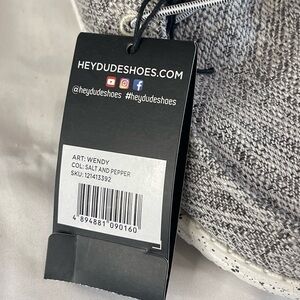 HEYDUDESHOES.COM
@heydudeshoes #heydudeshoes
ART: WENDY
COL: SALT AND PEPPER
SKU: 121413392
4 894881 090160